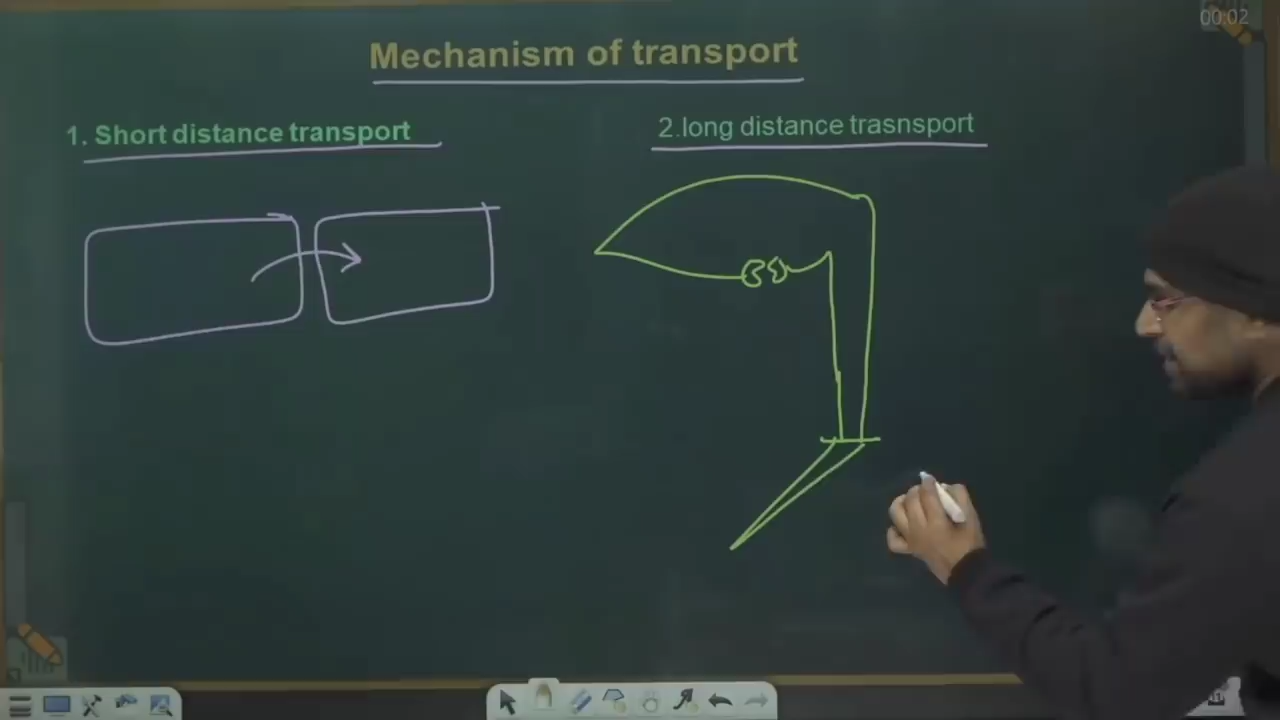 00:02
Mechanism of transport
1. Short distance transport
2.long distance trasnsport